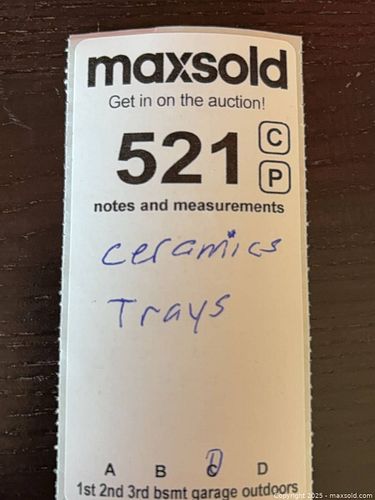 maxsold
Get in on the auction!
521 C
P
notes and measurements
ceramics
Trays
A B C D
1st 2nd 3rd bsmt garage outdoors
© Copyright 2025 - maxsold.com